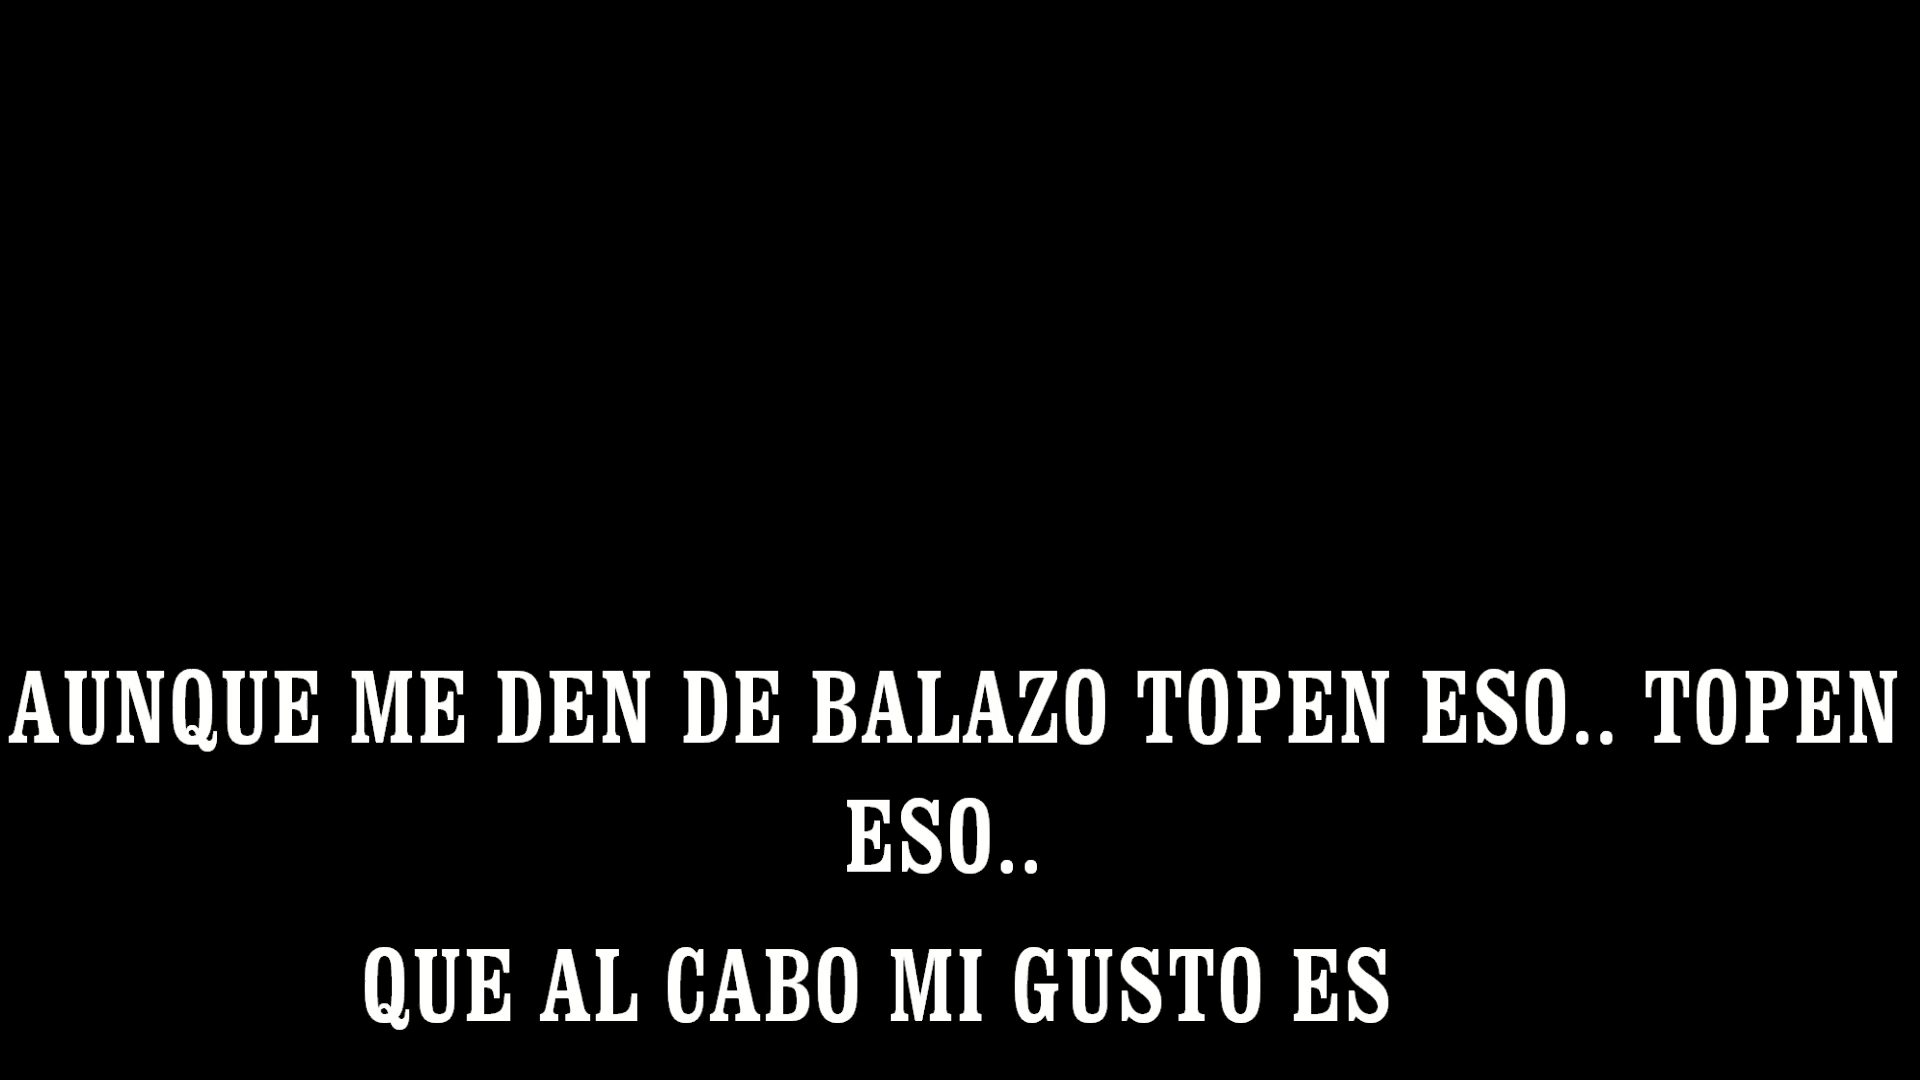 AUNQUE ME DEN DE BALAZO TOPEN ESO.. TOPEN
ESO..
QUE AL CABO MI GUSTO ES